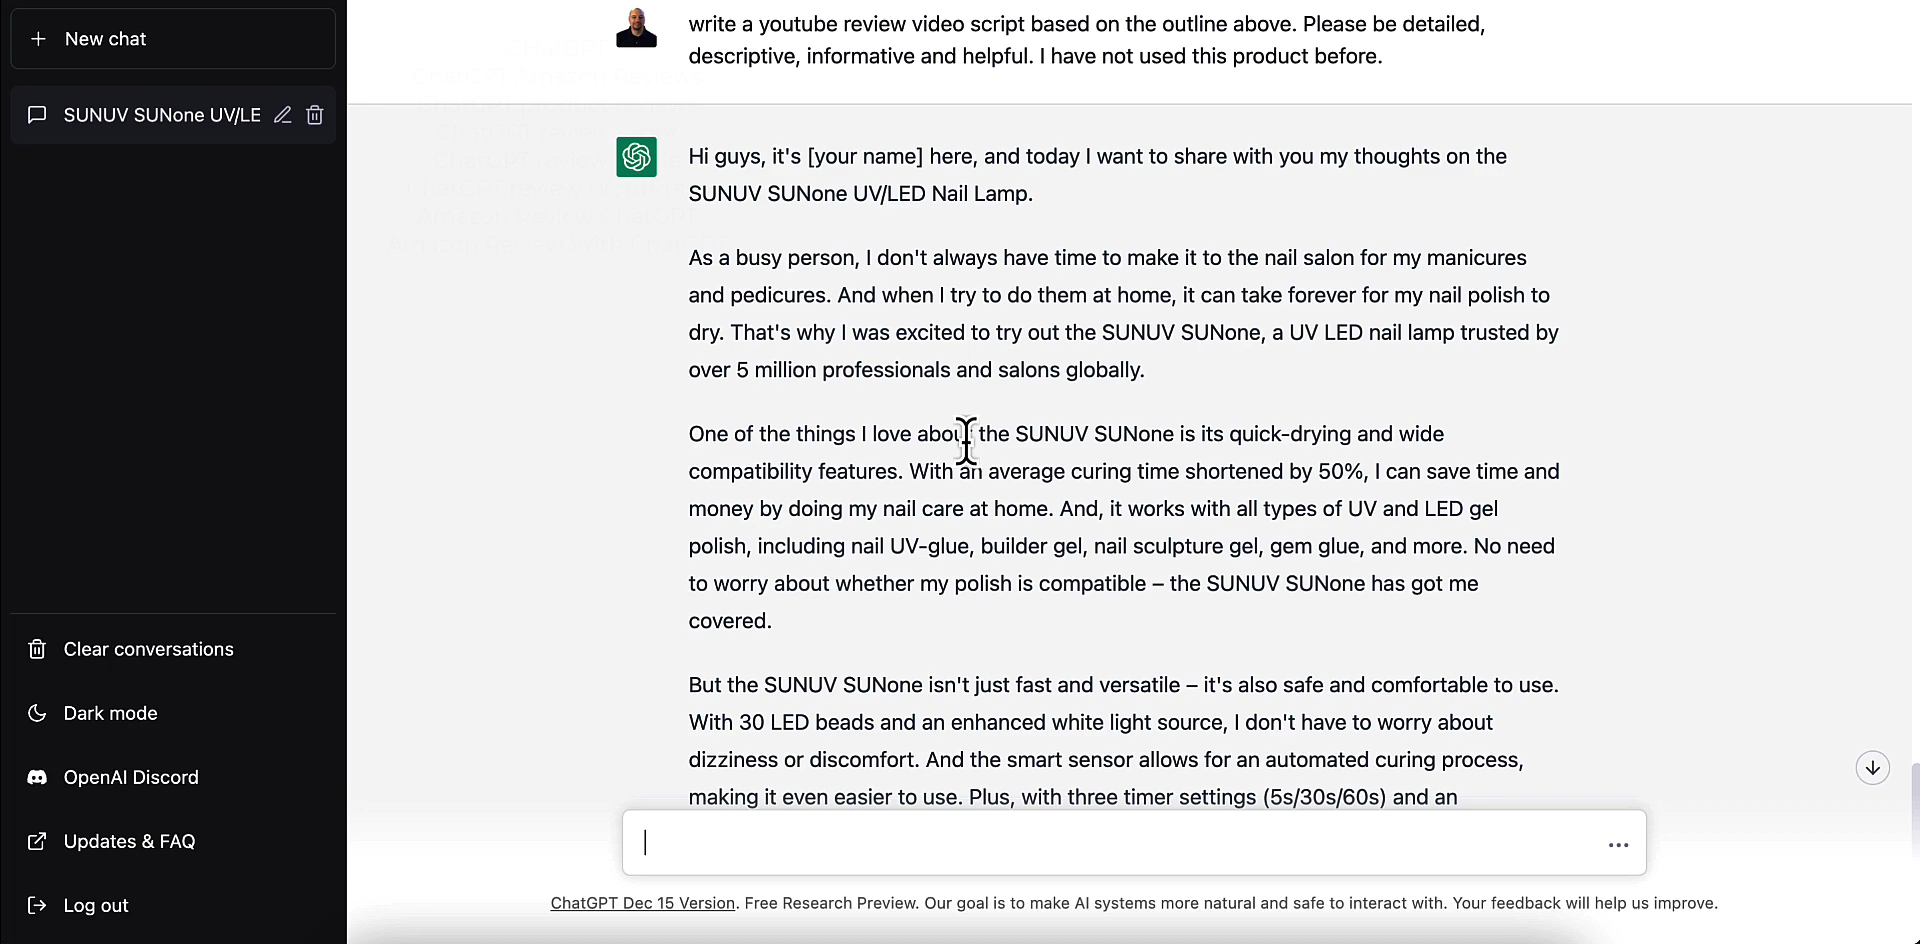 New chat
SUNUV SUNone UV/LE
Clear conversations
Dark mode
OpenAI Discord
Updates & FAQ
Log out
write a youtube review video script based on the outline above. Please be detailed,
descriptive, informative and helpful. I have not used this product before.
Hi guys, it's [your name] here, and today I want to share with you my thoughts on the
SUNUV SUNone UV/LED Nail Lamp.
As a busy person, I don't always have time to make it to the nail salon for my manicures
and pedicures. And when I try to do them at home, it can take forever for my nail polish to
dry. That's why I was excited to try out the SUNUV SUNone, a UV LED nail lamp trusted by
over 5 million professionals and salons globally.
One of the things I love about the SUNUV SUNone is its quick-drying and wide
compatibility features. With an average curing time shortened by 50%, I can save time and
money by doing my nail care at home. And, it works with all types of UV and LED gel
polish, including nail UV-glue, builder gel, nail sculpture gel, gem glue, and more. No need
to worry about whether my polish is compatible – the SUNUV SUNone has got me
covered.
But the SUNUV SUNone isn't just fast and versatile – it's also safe and comfortable to use.
With 30 LED beads and an enhanced white light source, I don't have to worry about
dizziness or discomfort. And the smart sensor allows for an automated curing process,
making it even easier to use. Plus, with three timer settings (5s/30s/60s) and an
ChatGPT Dec 15 Version. Free Research Preview. Our goal is to make AI systems more natural and safe to interact with. Your feedback will help us improve.